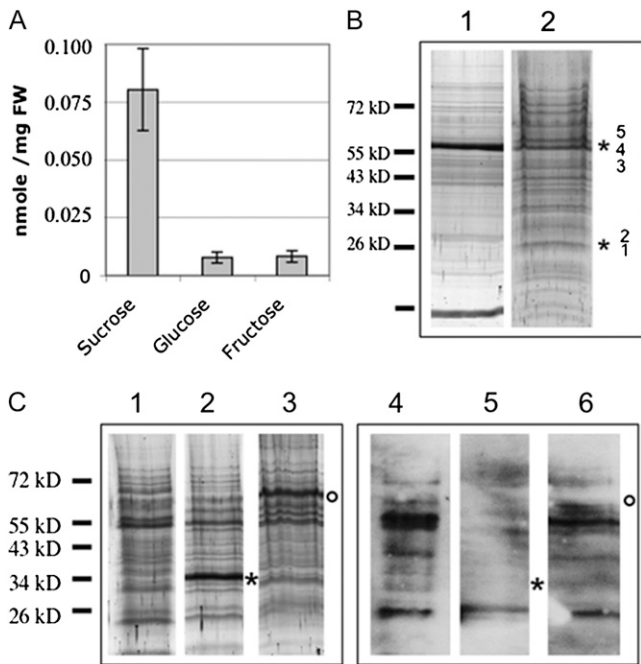 A
nmole /mg FW
0.100
0.075
0.050
0.025
0
Sucrose
Glucose
Fructose
B
1 2
72 kD
55 kD
43 kD
34 kD
26 kD
5
* 4
3
2
* 1
C
1 2 3 4 5 6
72 kD
55 kD
43 kD
34 kD
26 kD
*
*